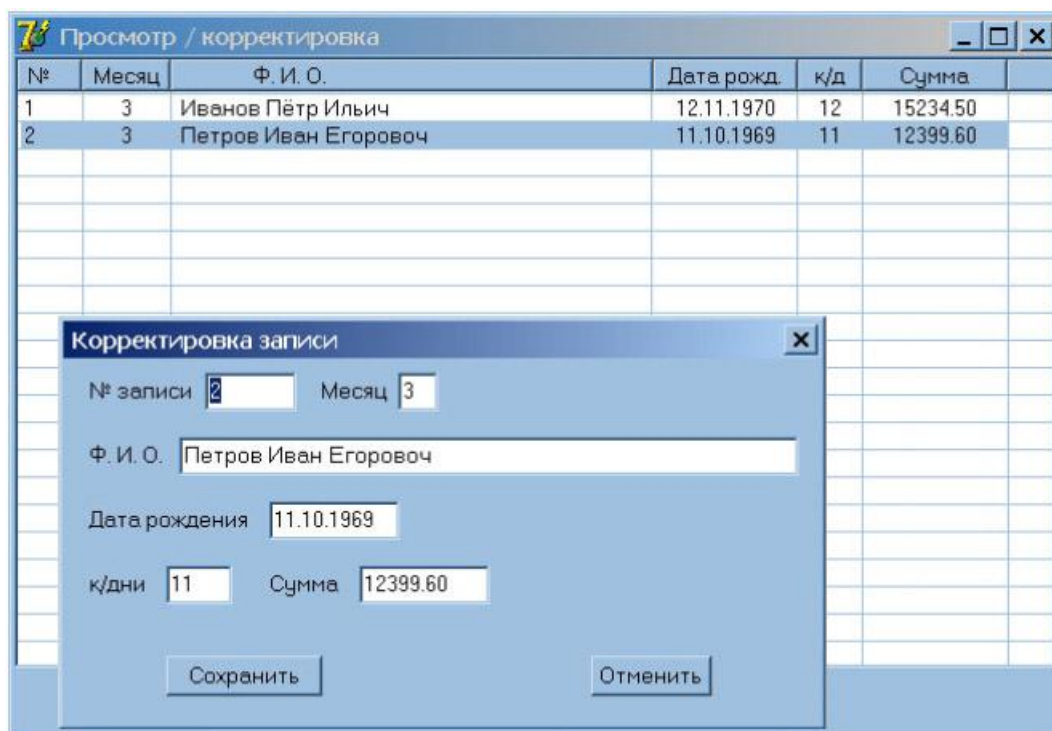 Просмотр / корректировка
№ Месяц Ф. И. О. Дата рожд. к/д Сумма
1 3 Иванов Пётр Ильич 12.11.1970 12 15234.50
2 3 Петров Иван Егоровоч 11.10.1969 11 12399.60
Корректировка записи
№ записи 2 Месяц 3
Ф. И. О. Петров Иван Егоровоч
Дата рождения 11.10.1969
к/дни 11 Сумма 12399.60
Сохранить Отменить